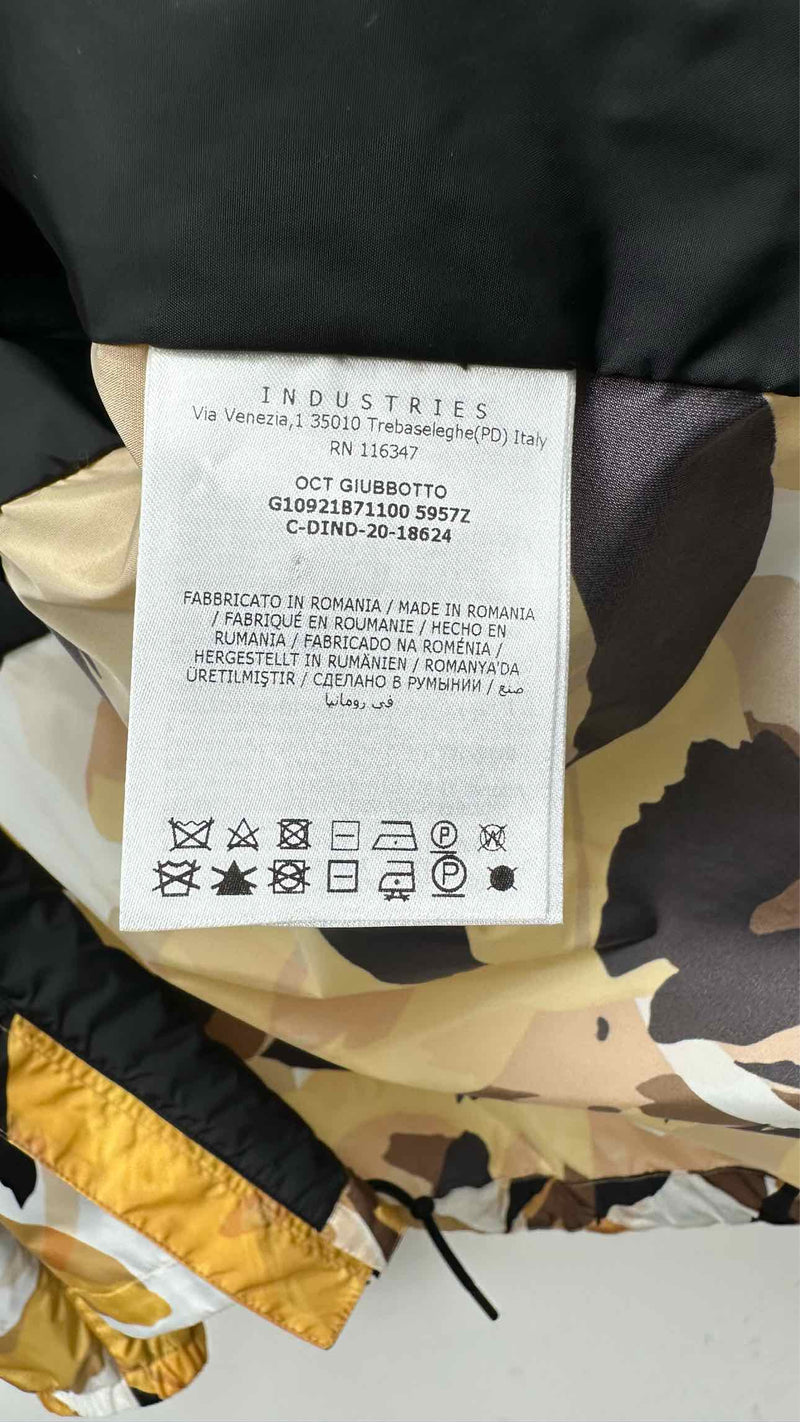 INDUSTRIES
Via Venezia,1 35010 Trebaseleghe(PD) Italy
RN 116347
OCT GIUBBOTTO
G10921B71100 5957Z
C-DIND-20-18624
FABBRICATO IN ROMANIA / MADE IN ROMANIA
/ FABRIQUÉ EN ROUMANIE / HECHO EN
RUMANIA / FABRICADO NA ROMÉNIA /
HERGESTELLT IN RUMÄNIEN / ROMANYA'DA
ÜRETILMIŞTIR / СДЕЛАНО В РУМЫНИИ / صنع
في رومانيا
P W
P